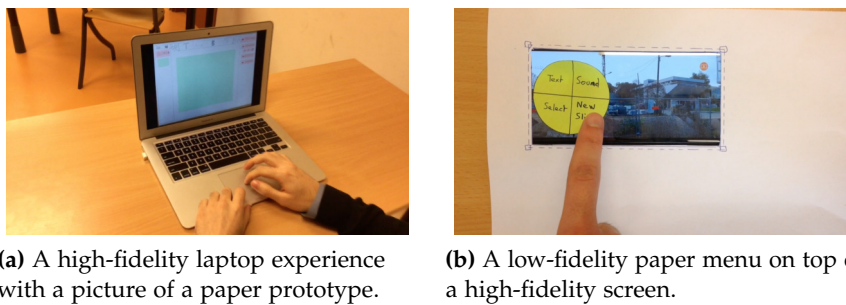 Text
Sound
Select
New
(a) A high-fidelity laptop experience
with a picture of a paper prototype.
(b) A low-fidelity paper menu on top
a high-fidelity screen.